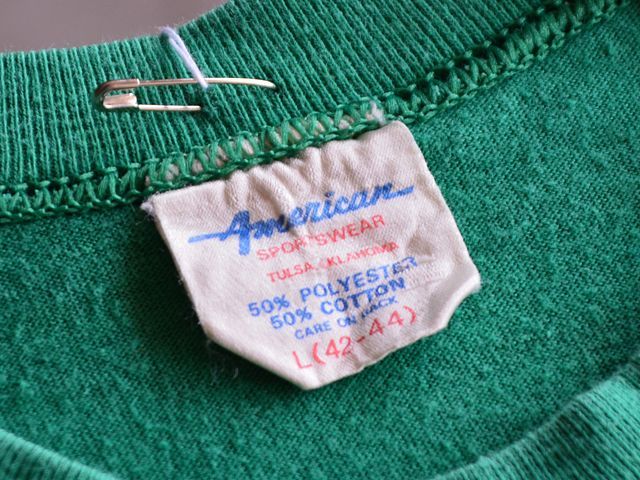 American
SPORTSWEAR
TULSA, OKLAHOMA
50% POLYESTER
50% COTTON
CARE ON BACK
L (42-44)